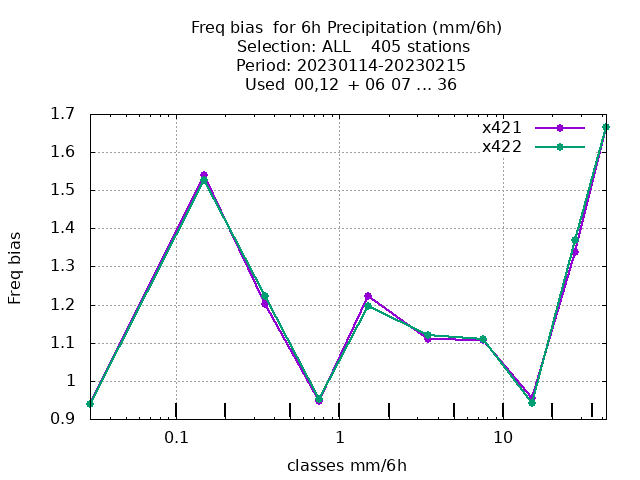 Freq bias  for 6h Precipitation (mm/6h)
Selection: ALL    405 stations
Period: 20230114-20230215
Used  00,12  + 06 07 ... 36
x421
x422
1.7
1.6
1.5
1.4
1.3
1.2
1.1
1
0.9
Freq bias
0.1 1 10
classes mm/6h